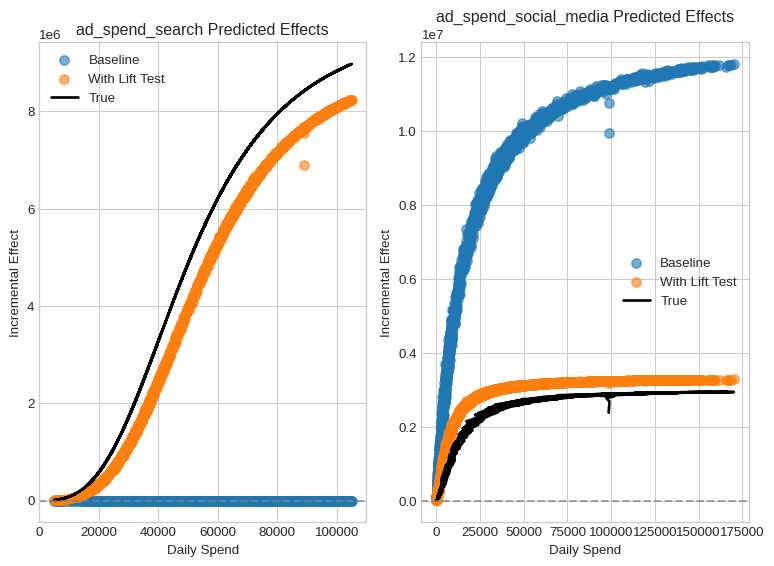 ad_spend_search Predicted Effects
1e6
Baseline
With Lift Test
True
8
6
4
2
0
0
20000
40000
60000
80000
100000
Incremental Effect
Daily Spend
ad_spend_social_media Predicted Effects
1e7
1.2
1.0
0.8
0.6
0.4
0.2
0.0
Baseline
With Lift Test
True
0
25000
50000
75000
100000
125000
150000
175000
Incremental Effect
Daily Spend